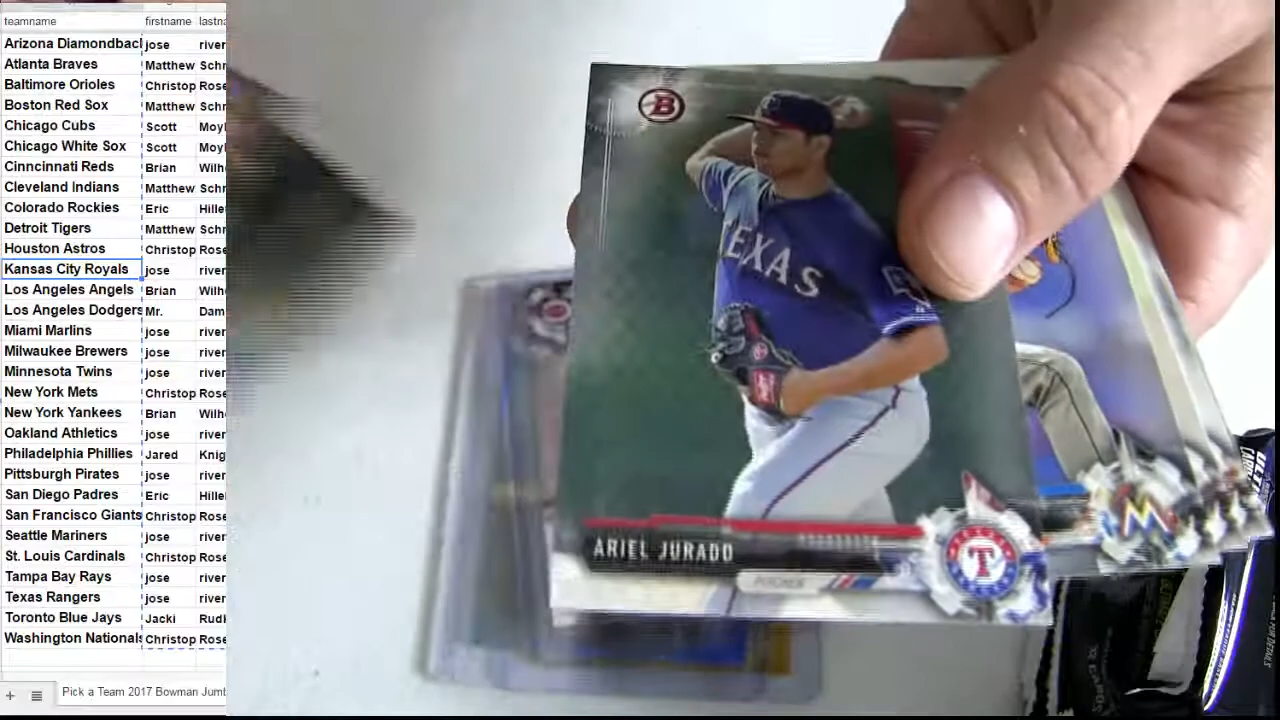 teamname firstname lastna
Arizona Diamondbacl jose river
Atlanta Braves Matthew Schr
Baltimore Orioles Christop Rose
Boston Red Sox Matthew Schr
Chicago Cubs Scott Moyl
Chicago White Sox Scott Moyl
Cinncinnati Reds Brian Wilh
Cleveland Indians Matthew Schr
Colorado Rockies Eric Hille
Detroit Tigers Matthew Schr
Houston Astros Christop Rose
Kansas City Royals jose river
Los Angeles Angels Brian Wilh
Los Angeles Dodgers Mr. Dam
Miami Marlins jose river
Milwaukee Brewers jose river
Minnesota Twins jose river
New York Mets Christop Rose
New York Yankees Brian Wilh
Oakland Athletics jose river
Philadelphia Phillies Jared Knig
Pittsburgh Pirates jose river
San Diego Padres Eric Hille
San Francisco Giants Christop Rose
Seattle Mariners jose river
St. Louis Cardinals Christop Rose
Tampa Bay Rays jose river
Texas Rangers jose river
Toronto Blue Jays Jacki Rudl
Washington Nationals Christop Rose
Pick a Team 2017 Bowman Jumb
B
TEXAS
ARIEL JURADO
PITCHER
T
M